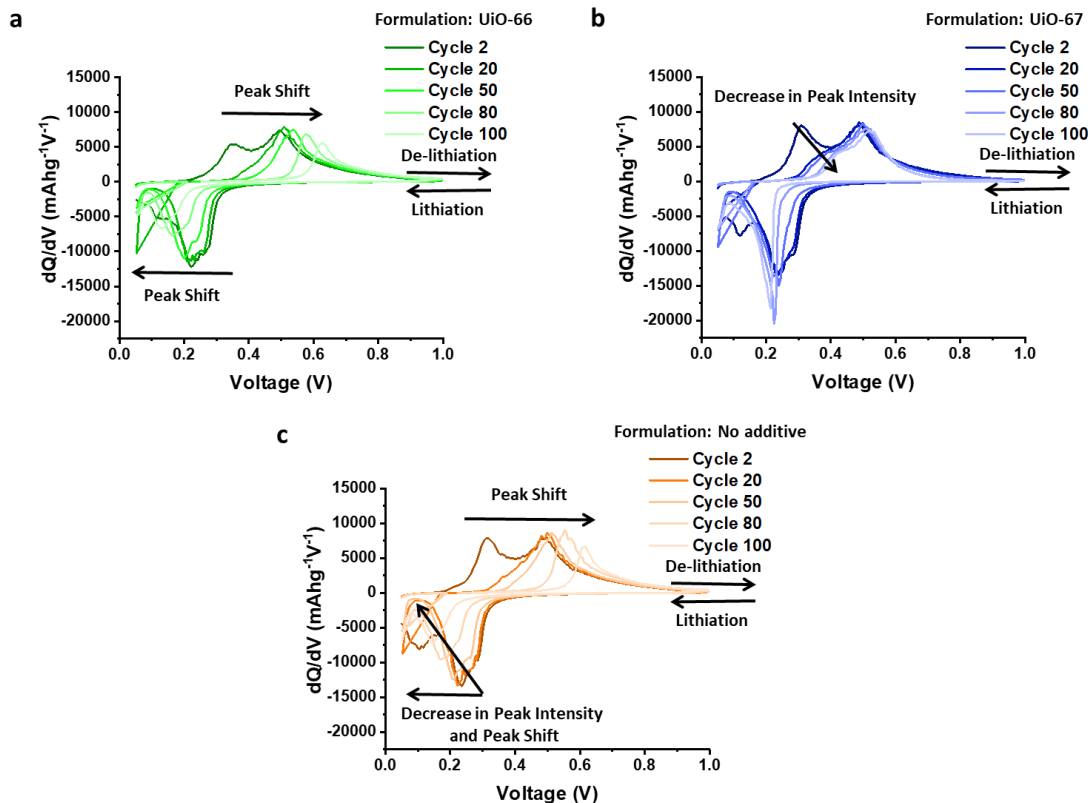 a
Formulation: UiO-66
Cycle 2
Cycle 20
Cycle 50
Cycle 80
Cycle 100
Peak Shift
De-lithiation
Lithiation
Peak Shift
15000
10000
5000
0
-5000
-10000
-15000
-20000
dQ/dV (mAhg⁻¹V⁻¹)
0.0 0.2 0.4 0.6 0.8 1.0
Voltage (V)
b
Formulation: UiO-67
Cycle 2
Cycle 20
Cycle 50
Cycle 80
Cycle 100
Decrease in Peak Intensity
De-lithiation
Lithiation
15000
10000
5000
0
-5000
-10000
-15000
-20000
dQ/dV (mAhg⁻¹V⁻¹)
0.0 0.2 0.4 0.6 0.8 1.0
Voltage (V)
c
Formulation: No additive
Cycle 2
Cycle 20
Cycle 50
Cycle 80
Cycle 100
Peak Shift
De-lithiation
Lithiation
Decrease in Peak Intensity
and Peak Shift
15000
10000
5000
0
-5000
-10000
-15000
-20000
dQ/dV (mAhg⁻¹V⁻¹)
0.0 0.2 0.4 0.6 0.8 1.0
Voltage (V)